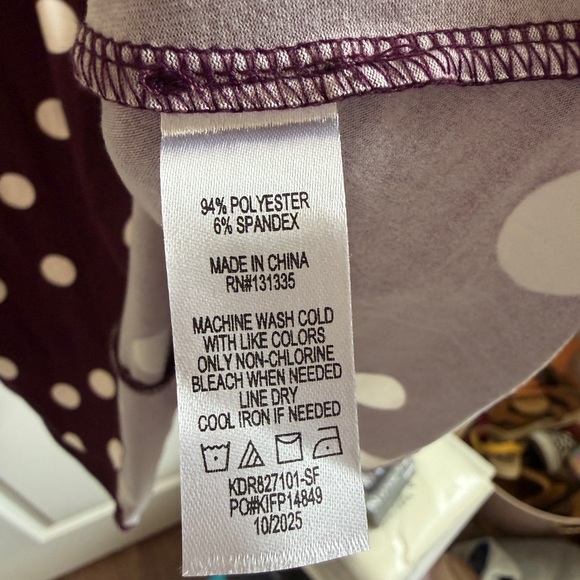 94% POLYESTER
6% SPANDEX
MADE IN CHINA
RN#131335
MACHINE WASH COLD
WITH LIKE COLORS
ONLY NON-CHLORINE
BLEACH WHEN NEEDED
LINE DRY
COOL IRON IF NEEDED
KDR827101-SF
PO#KIFP14849
10/2025